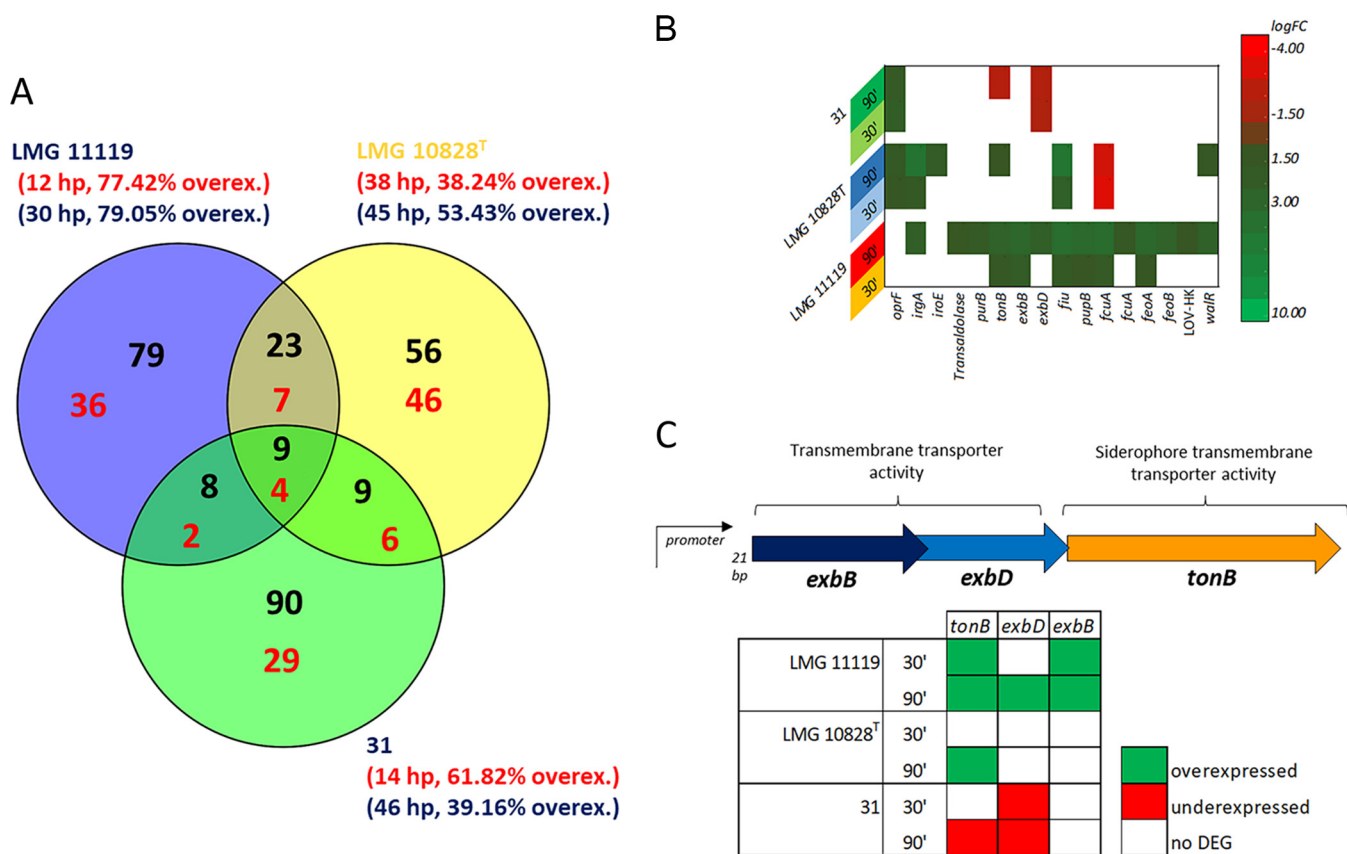 A
LMG 11119
(12 hp, 77.42% overex.)
(30 hp, 79.05% overex.)
LMG 10828T
(38 hp, 38.24% overex.)
(45 hp, 53.43% overex.)
79
36
23
7
56
46
9
4
8
2
9
6
90
29
31
(14 hp, 61.82% overex.)
(46 hp, 39.16% overex.)
B
logFC
-4.00
-1.50
1.50
3.00
10.00
31
90'
30'
LMG 10828T
90'
30'
LMG 11119
90'
30'
oprF
irgA
iroE
Transaldolase
purB
tonB
exbB
exbD
fiu
pupB
fcuA
fcuA
feoA
feoB
LOV-HK
walR
C
Transmembrane transporter
activity
Siderophore transmembrane
transporter activity
promoter
21
bp
exbB
exbD
tonB
tonB exbD exbB
LMG 11119 30'
90'
LMG 10828T 30'
90'
31 30'
90'
overexpressed
underexpressed
no DEG